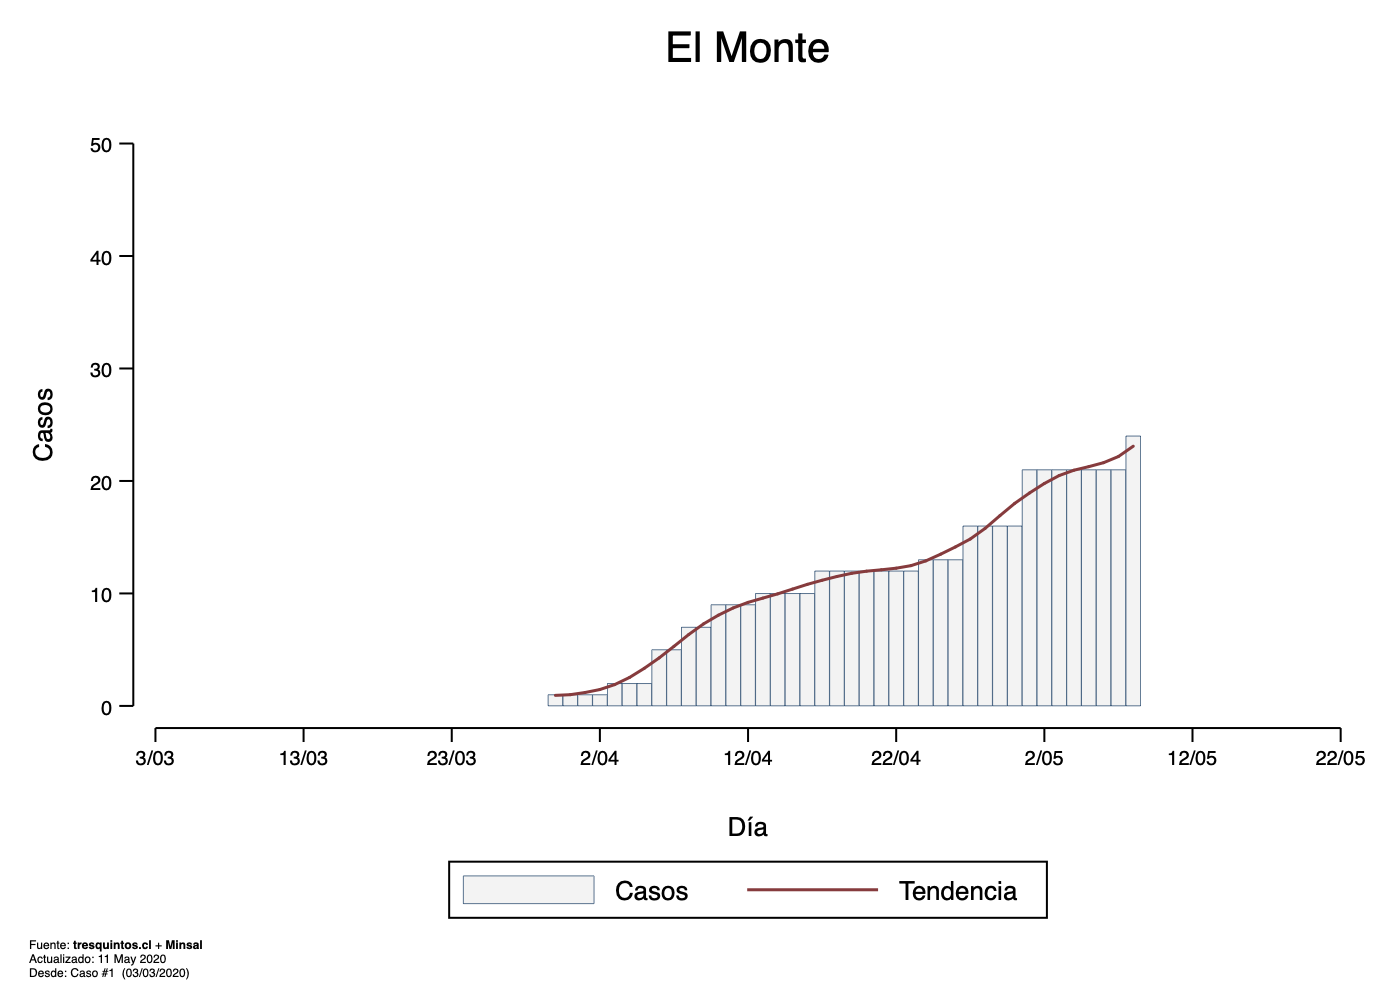 El Monte
50
40
30
20
10
0
Casos
3/03 13/03 23/03 2/04 12/04 22/04 2/05 12/05 22/05
Día
Casos Tendencia
Fuente: tresquintos.cl + Minsal
Actualizado: 11 May 2020
Desde: Caso #1 (03/03/2020)